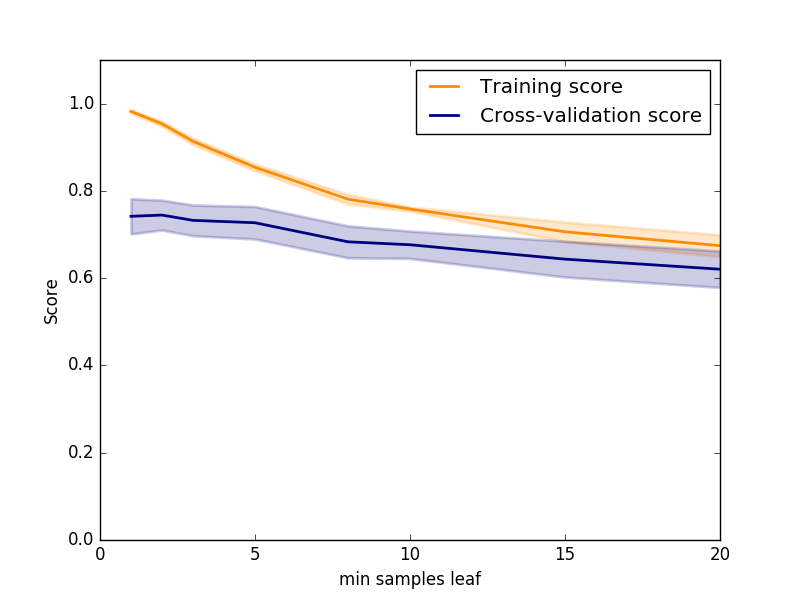 Training score
Cross-validation score
1.0
0.8
0.6
0.4
0.2
0.0
Score
0 5 10 15 20
min samples leaf